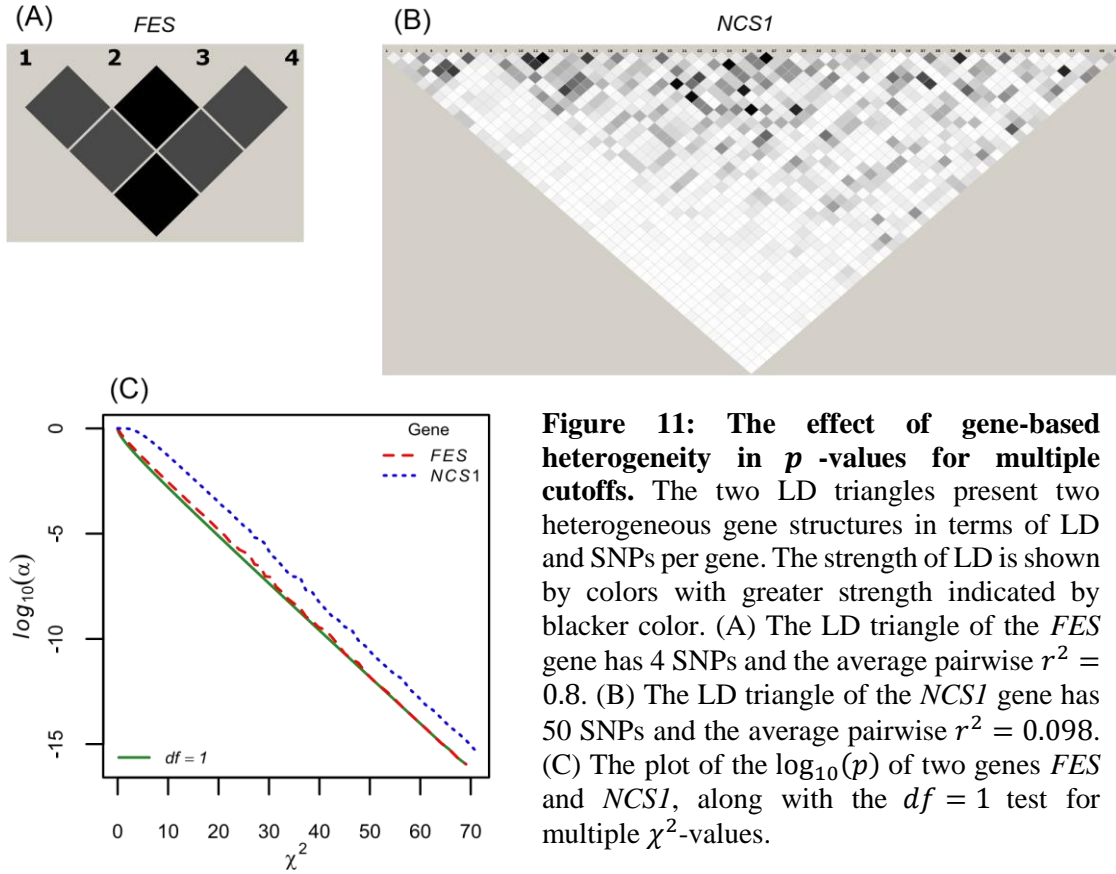 (A) FES
1 2 3 4
(B) NCS1
(C)
Gene
FES
NCS1
df = 1
log₁₀(α)
0
-5
-10
-15
0 10 20 30 40 50 60 70
χ²
Figure 11: The effect of gene-based
heterogeneity in p -values for multiple
cutoffs. The two LD triangles present two
heterogeneous gene structures in terms of LD
and SNPs per gene. The strength of LD is shown
by colors with greater strength indicated by
blacker color. (A) The LD triangle of the FES
gene has 4 SNPs and the average pairwise r² =
0.8. (B) The LD triangle of the NCS1 gene has
50 SNPs and the average pairwise r² = 0.098.
(C) The plot of the log₁₀(p) of two genes FES
and NCS1, along with the df = 1 test for
multiple χ²-values.